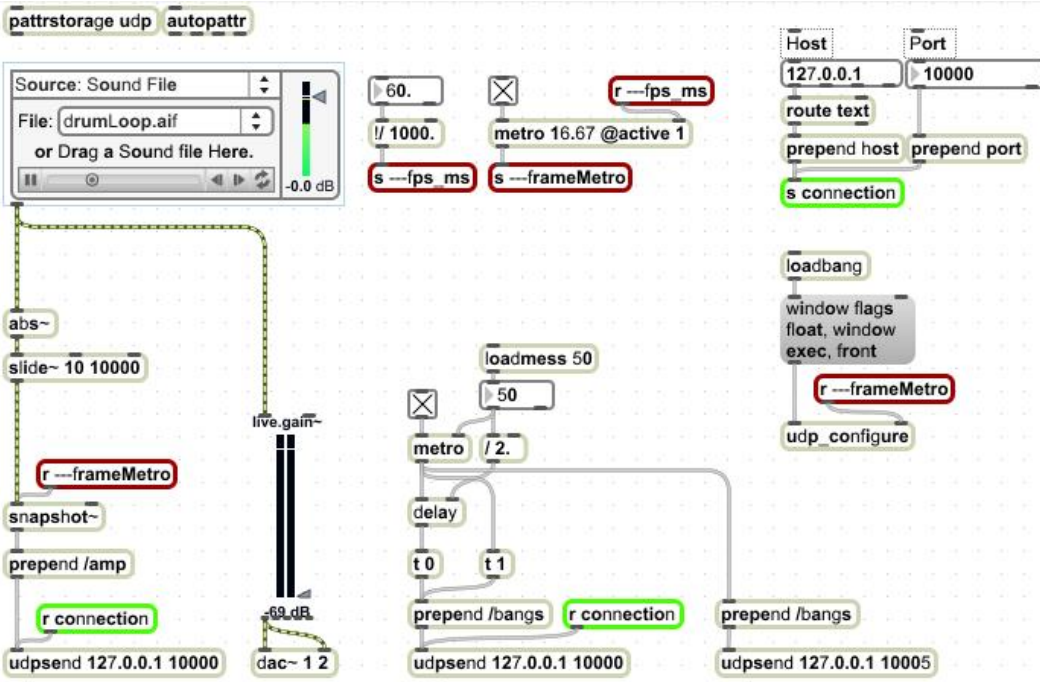 pattrstorage udp
autopattr
Source: Sound File
File: drumLoop.aif
or Drag a Sound file Here.
-0.0 dB
60.
!/ 1000.
s ---fps_ms
r ---fps_ms
metro 16.67 @active 1
s ---frameMetro
Host
Port
127.0.0.1
10000
route text
prepend host
prepend port
s connection
loadbang
window flags
float, window
exec, front
r ---frameMetro
udp_configure
abs~
slide~ 10 10000
r ---frameMetro
snapshot~
prepend /amp
r connection
udpsend 127.0.0.1 10000
live.gain~
-69 dB
dac~ 1 2
loadmess 50
50
metro
/ 2.
delay
t 0
t 1
prepend /bangs
r connection
udpsend 127.0.0.1 10000
prepend /bangs
udpsend 127.0.0.1 10005